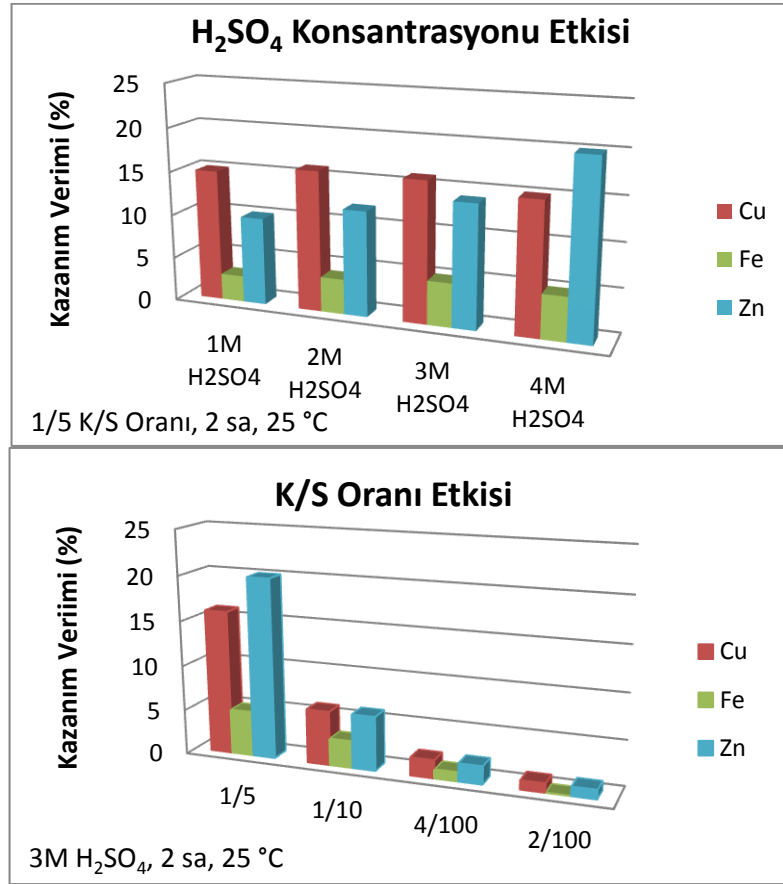 H₂SO₄ Konsantrasyonu Etkisi
Kazanım Verimi (%)
25
20
15
10
5
0
1M
H2SO4
2M
H2SO4
3M
H2SO4
4M
H2SO4
Cu
Fe
Zn
1/5 K/S Oranı, 2 sa, 25 °C
K/S Oranı Etkisi
Kazanım Veriimi (%)
25
20
15
10
5
0
1/5
1/10
4/100
2/100
Cu
Fe
Zn
3M H₂SO₄, 2 sa, 25 °C